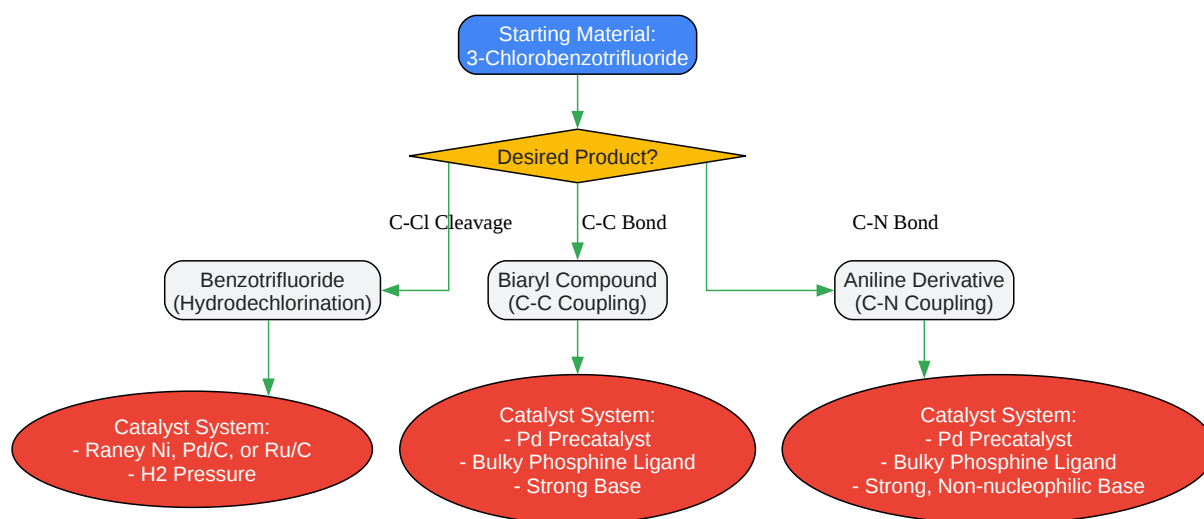 Starting Material:
3-Chlorobenzotrifluoride
Desired Product?
C-Cl Cleavage
C-C Bond
C-N Bond
Benzotrifluoride
(Hydrodechlorination)
Biaryl Compound
(C-C Coupling)
Aniline Derivative
(C-N Coupling)
Catalyst System:
- Raney Ni, Pd/C, or Ru/C
- H2 Pressure
Catalyst System:
- Pd Precatalyst
- Bulky Phosphine Ligand
- Strong Base
Catalyst System:
- Pd Precatalyst
- Bulky Phosphine Ligand
- Strong, Non-nucleophilic Base